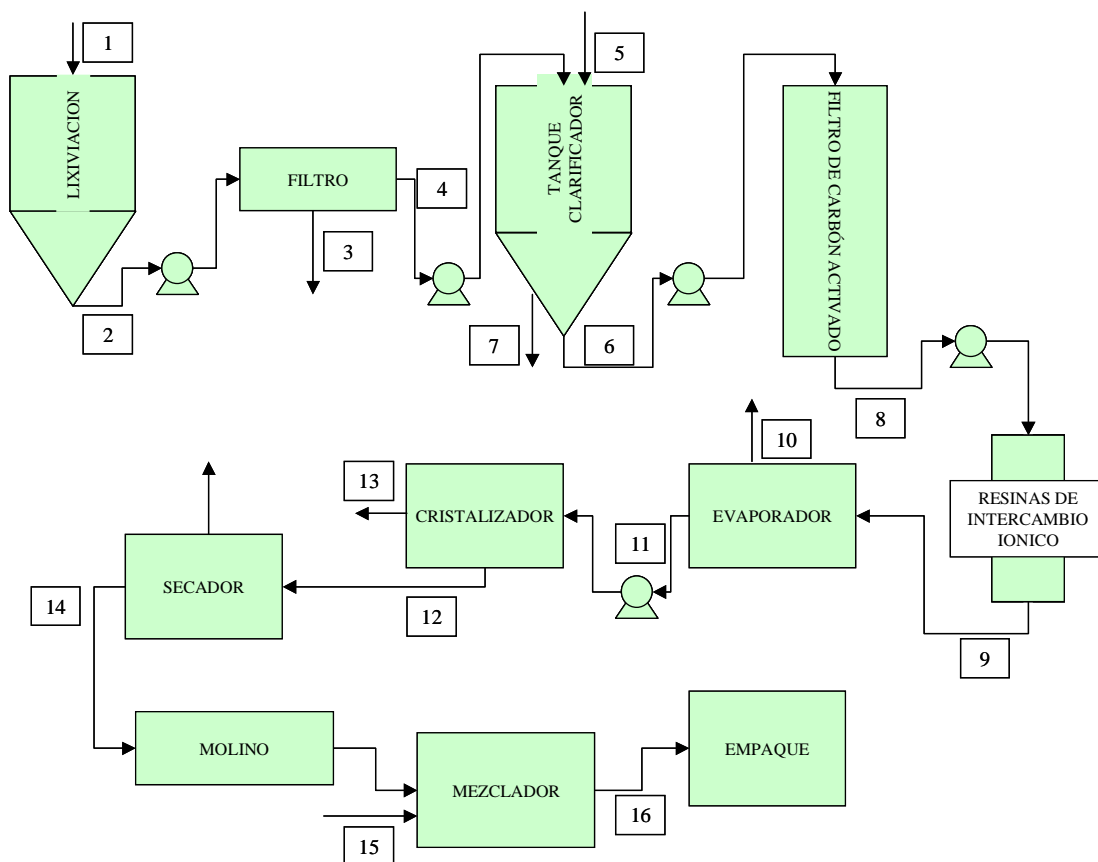 1
LIXIVIACION
2
FILTRO
3
4
5
TANQUE
CLARIFICADOR
7
6
FILTRO DE CARBÓN ACTIVADO
8
RESINAS DE
INTERCAMBIO
IONICO
9
10
EVAPORADOR
11
13
CRISTALIZADOR
12
SECADOR
14
MOLINO
15
MEZCLADOR
16
EMPAQUE